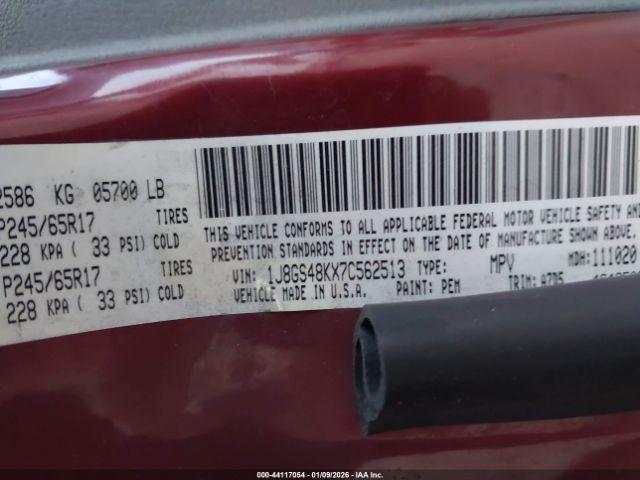 2586 KG 05700 LB
P245/65R17 TIRES
228 KPA ( 33 PSI) COLD
P245/65R17 TIRES
228 KPA ( 33 PSI) COLD
THIS VEHICLE CONFORMS TO ALL APPLICABLE FEDERAL MOTOR VEHICLE SAFETY AND
PREVENTION STANDARDS IN EFFECT ON THE DATE OF MANUFACTURE SHOWN ABOVE.
VIN: 1J8GS48KX7C562513 TYPE: MPV MDH: 111020
VEHICLE MADE IN U.S.A. PAINT: PEM TRIM: A7D5
000-44117054 - 01/09/2026 - IAA Inc.